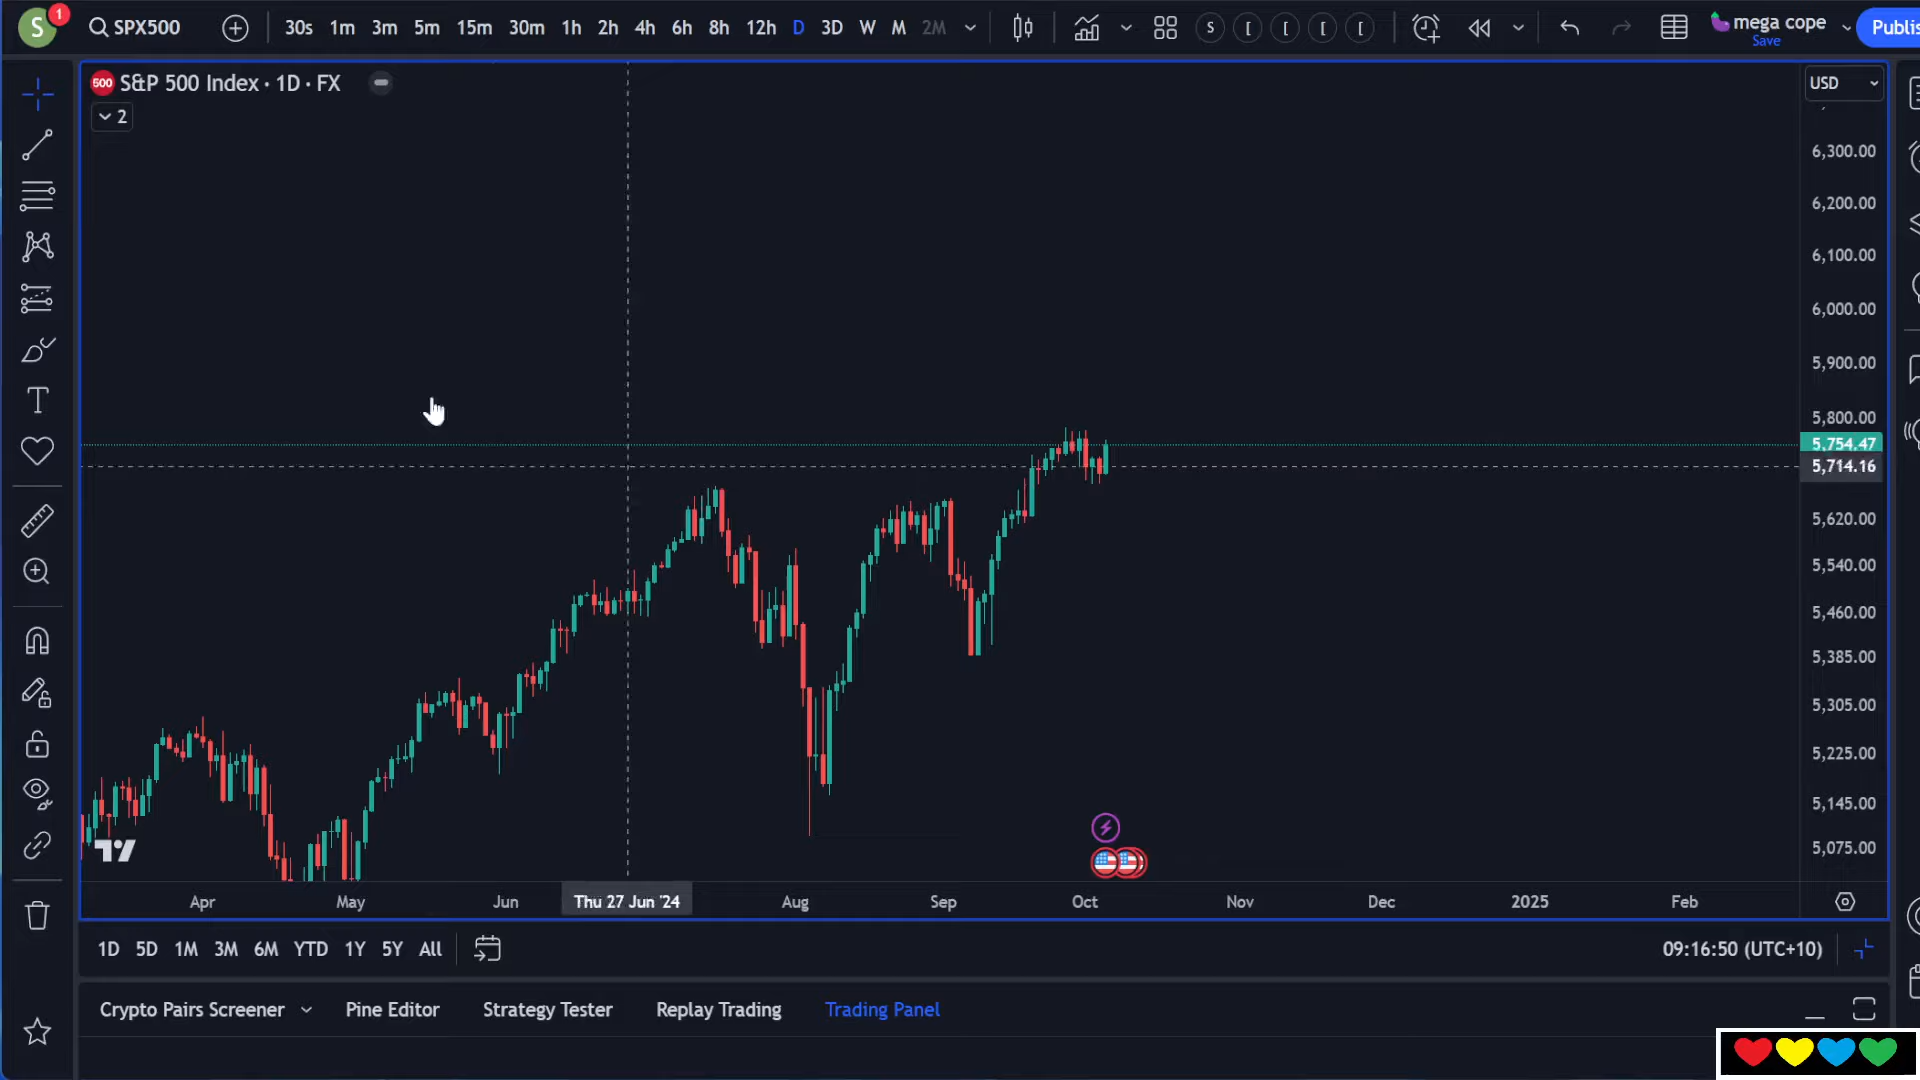 S 1 SPX500 30s 1m 3m 5m 15m 30m 1h 2h 4h 6h 8h 12h D 3D W M 2M S [ [ [ [ mega cope Publis
Save
500 S&P 500 Index · 1D · FX USD
2
6,300.00
6,200.00
6,100.00
6,000.00
5,900.00
5,800.00
5,754.47
5,714.16
5,620.00
5,540.00
5,460.00
5,385.00
5,305.00
5,225.00
5,145.00
5,075.00
Apr May Jun Thu 27 Jun '24 Aug Sep Oct Nov Dec 2025 Feb
1D 5D 1M 3M 6M YTD 1Y 5Y All 09:16:50 (UTC+10)
Crypto Pairs Screener Pine Editor Strategy Tester Replay Trading Trading Panel